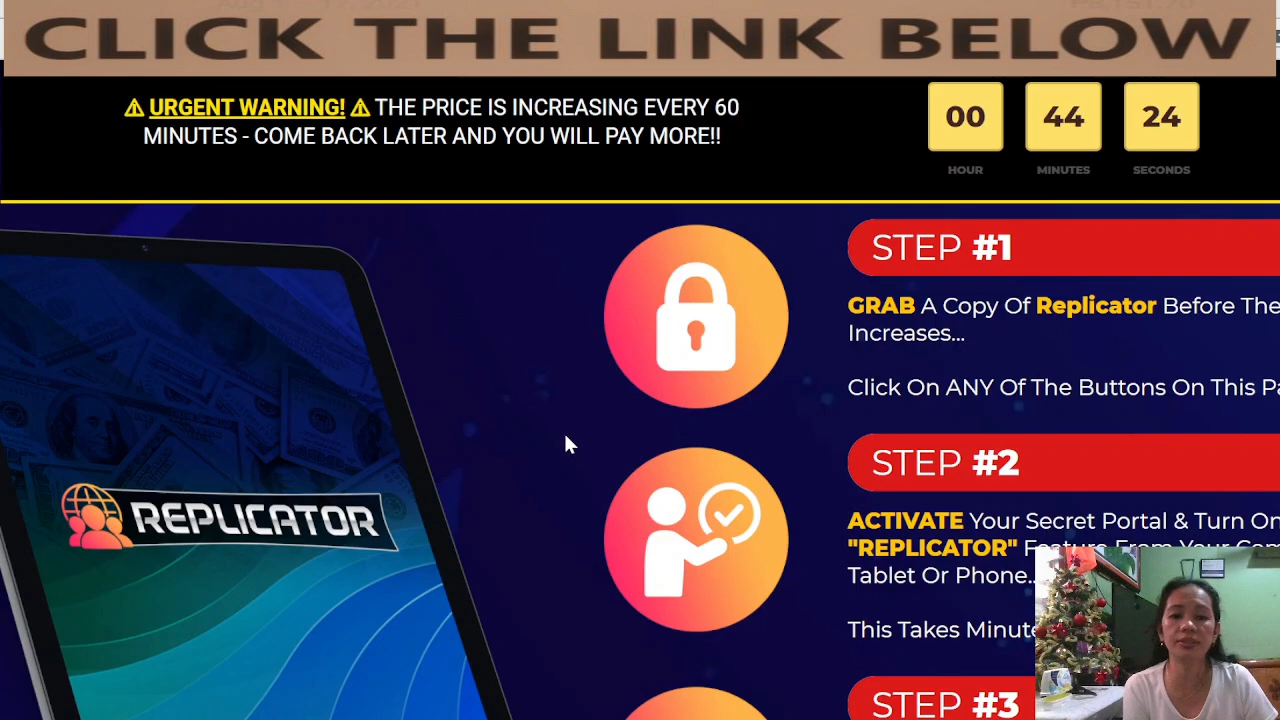 CLICK THE LINK BELOW
⚠ URGENT WARNING! ⚠ THE PRICE IS INCREASING EVERY 60
MINUTES - COME BACK LATER AND YOU WILL PAY MORE!!
00 44 24
HOUR MINUTES SECONDS
STEP #1
GRAB A Copy Of Replicator Before The
Increases...
Click On ANY Of The Buttons On This
STEP #2
ACTIVATE Your Secret Portal & Turn On
"REPLICATOR" Feature From Your
Tablet Or Phone..
This Takes
STEP #3
REPLICATOR